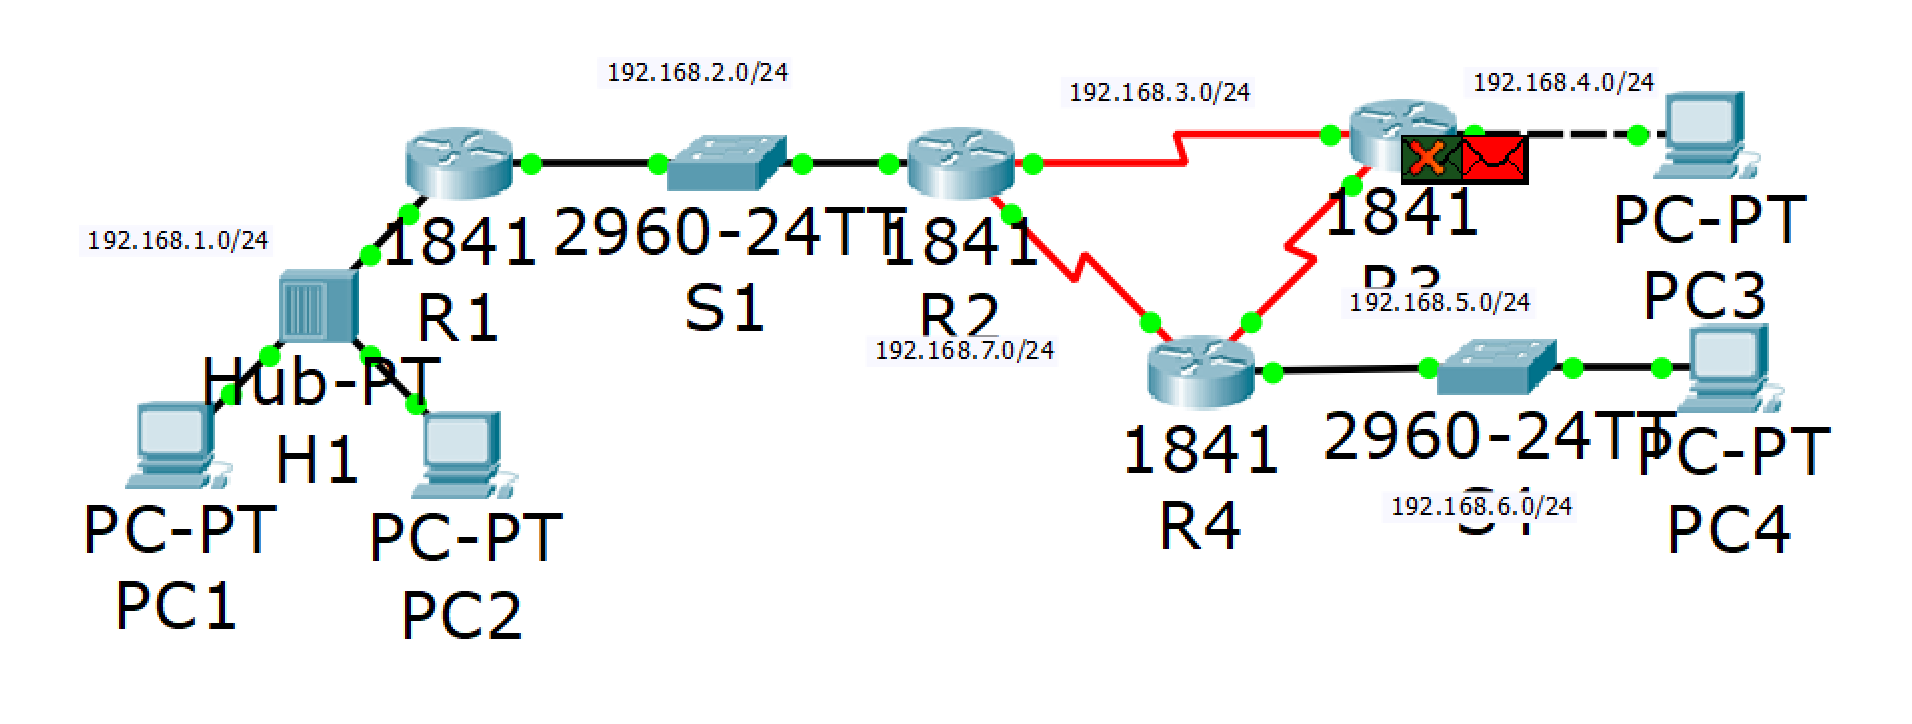 192.168.2.0/24
192.168.3.0/24
192.168.4.0/24
192.168.1.0/24
1841
R1
2960-24TT
S1
1841
R2
192.168.7.0/24
1841
R3
192.168.5.0/24
PC-PT
PC3
Hub-PT
H1
1841
R4
2960-24TT
192.168.6.0/24
PC-PT
PC4
PC-PT
PC1
PC-PT
PC2